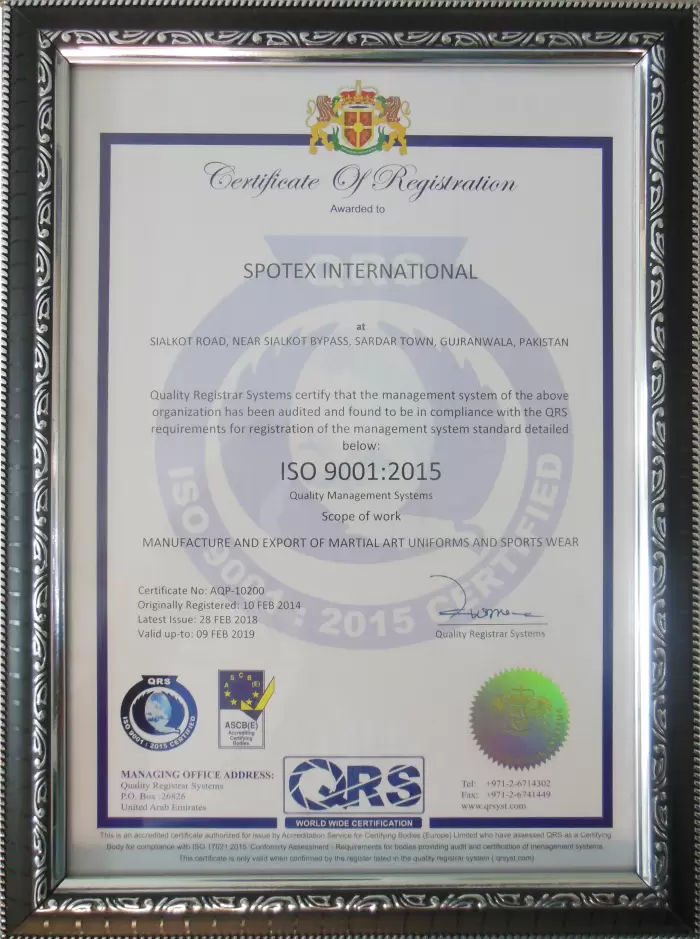 Certificate Of Registration
Awarded to
QRS
SPOTEX INTERNATIONAL
at
SIALKOT ROAD, NEAR SIALKOT BYPASS, SARDAR TOWN, GUJRANWALA, PAKISTAN
Quality Registrar Systems certify that the management system of the above
organization has been audited and found to be in compliance with the QRS
requirements for registration of the management system standard detailed
below:
ISO 9001:2015
Quality Management Systems
Scope of work
MANUFACTURE AND EXPORT OF MARTIAL ART UNIFORMS AND SPORTS WEAR
ISO 9001 : 2015 CERTIFIED
Certificate No: AQP-10200
Originally Registered: 10 FEB 2014
Latest Issue: 28 FEB 2018
Valid up-to: 09 FEB 2019
Quality Registrar Systems
QRS
ISO 9001 : 2015 CERTIFIED
A S C B (E)
ASCB(E)
Accrediting
Certifying
Bodies
MANAGING OFFICE ADDRESS:
Quality Registrar Systems
P.O. Box :26826
United Arab Emirates
QRS
WORLD WIDE CERTIFICATION
Tel: +971-2-6714302
Fax: +971-2-6741449
www.qrsyst.com
This is an accredited certificate authorized for issue by Accreditation Service for Certifying Bodies (Europe) Limited who have assessed QRS as a Certifying
Body for compliance with ISO 17021:2015. Conformity Assessment - Requirements for bodies providing audit and certification of management systems.
This certificate is only valid when confirmed by the register listed in the quality registrar system ( qrsyst.com)